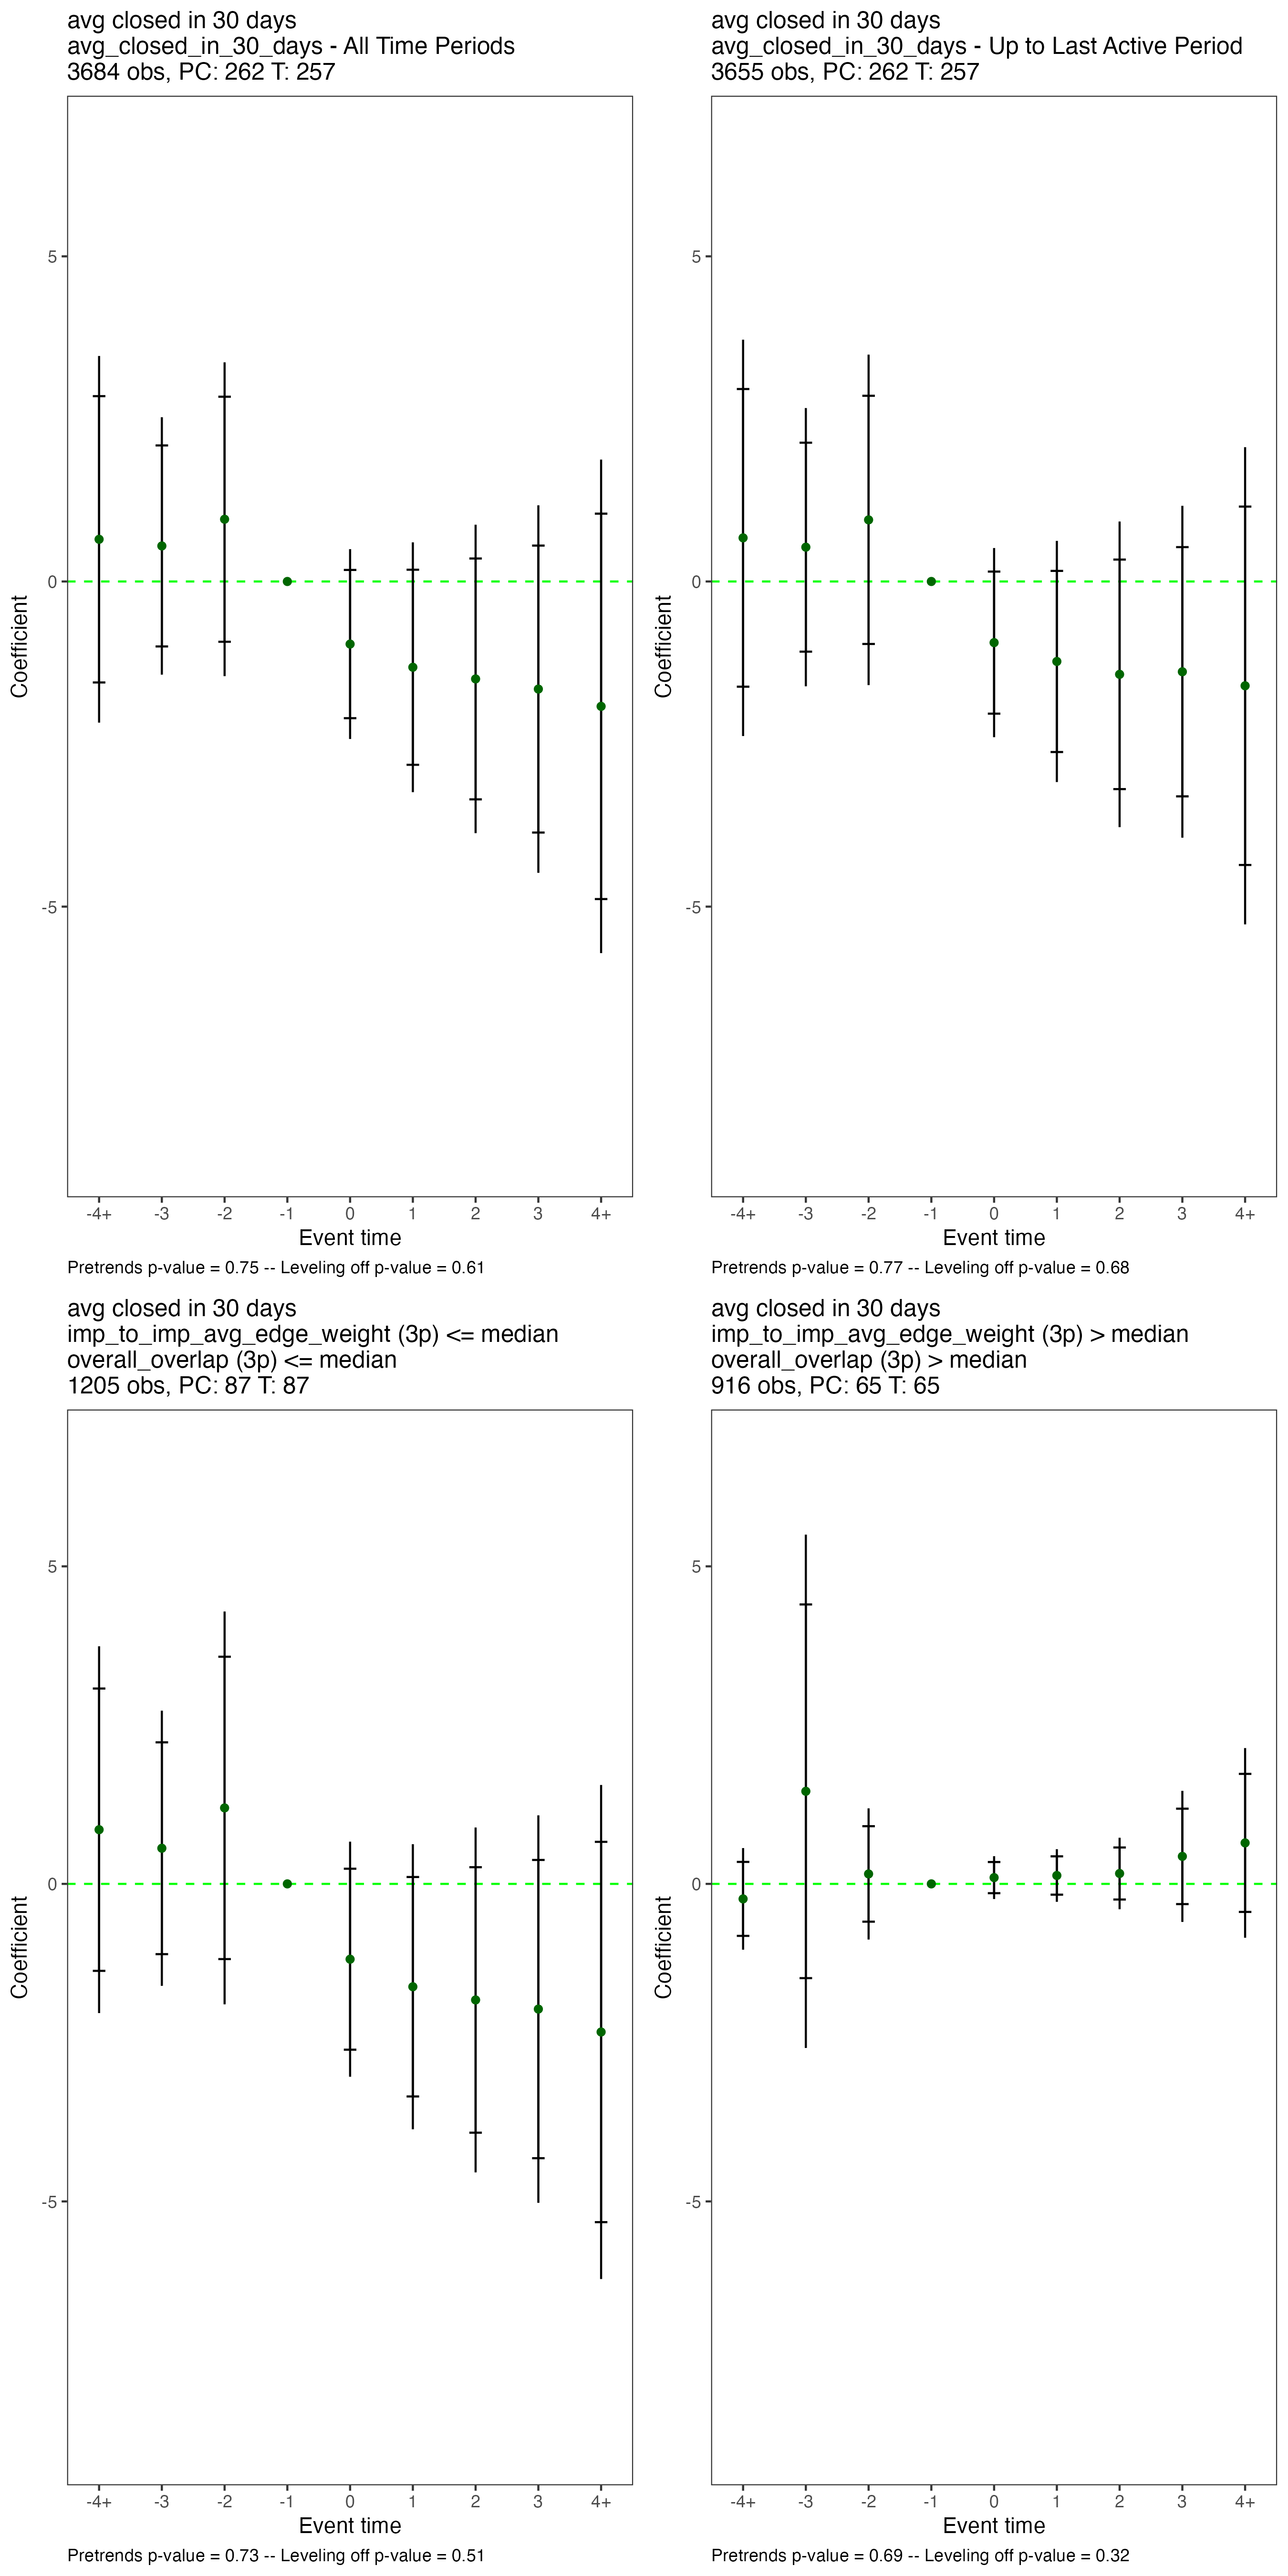 avg closed in 30 days
avg_closed_in_30_days - All Time Periods
3684 obs, PC: 262 T: 257
5
0
-5
Coefficient
-4+ -3 -2 -1 0 1 2 3 4+
Event time
Pretrends p-value = 0.75 -- Leveling off p-value = 0.61
avg closed in 30 days
avg_closed_in_30_days - Up to Last Active Period
3655 obs, PC: 262 T: 257
5
0
-5
Coefficient
-4+ -3 -2 -1 0 1 2 3 4+
Event time
Pretrends p-value = 0.77 -- Leveling off p-value = 0.68
avg closed in 30 days
imp_to_imp_avg_edge_weight (3p) <= median
overall_overlap (3p) <= median
1205 obs, PC: 87 T: 87
5
0
-5
Coefficient
-4+ -3 -2 -1 0 1 2 3 4+
Event time
Pretrends p-value = 0.73 -- Leveling off p-value = 0.51
avg closed in 30 days
imp_to_imp_avg_edge_weight (3p) > median
overall_overlap (3p) > median
916 obs, PC: 65 T: 65
5
0
-5
Coefficient
-4+ -3 -2 -1 0 1 2 3 4+
Event time
Pretrends p-value = 0.69 -- Leveling off p-value = 0.32